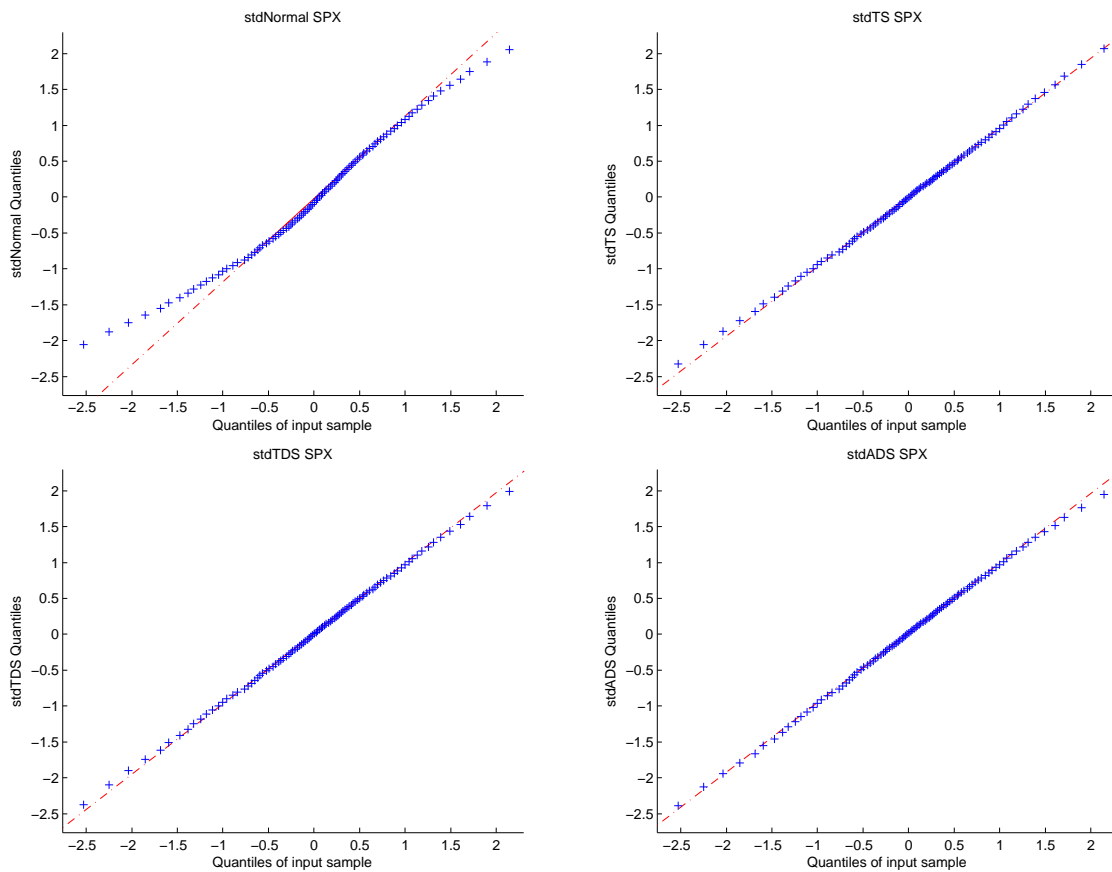 stdNormal SPX
2
1.5
1
0.5
0
−0.5
−1
−1.5
−2
−2.5
stdNormal Quantiles
−2.5 −2 −1.5 −1 −0.5 0 0.5 1 1.5 2
Quantiles of input sample
stdTS SPX
2
1.5
1
0.5
0
−0.5
−1
−1.5
−2
−2.5
stdTS Quantiles
−2.5 −2 −1.5 −1 −0.5 0 0.5 1 1.5 2
Quantiles of input sample
stdTDS SPX
2
1.5
1
0.5
0
−0.5
−1
−1.5
−2
−2.5
stdTDS Quantiles
−2.5 −2 −1.5 −1 −0.5 0 0.5 1 1.5 2
Quantiles of input sample
stdADS SPX
2
1.5
1
0.5
0
−0.5
−1
−1.5
−2
−2.5
stdADS Quantiles
−2.5 −2 −1.5 −1 −0.5 0 0.5 1 1.5 2
Quantiles of input sample